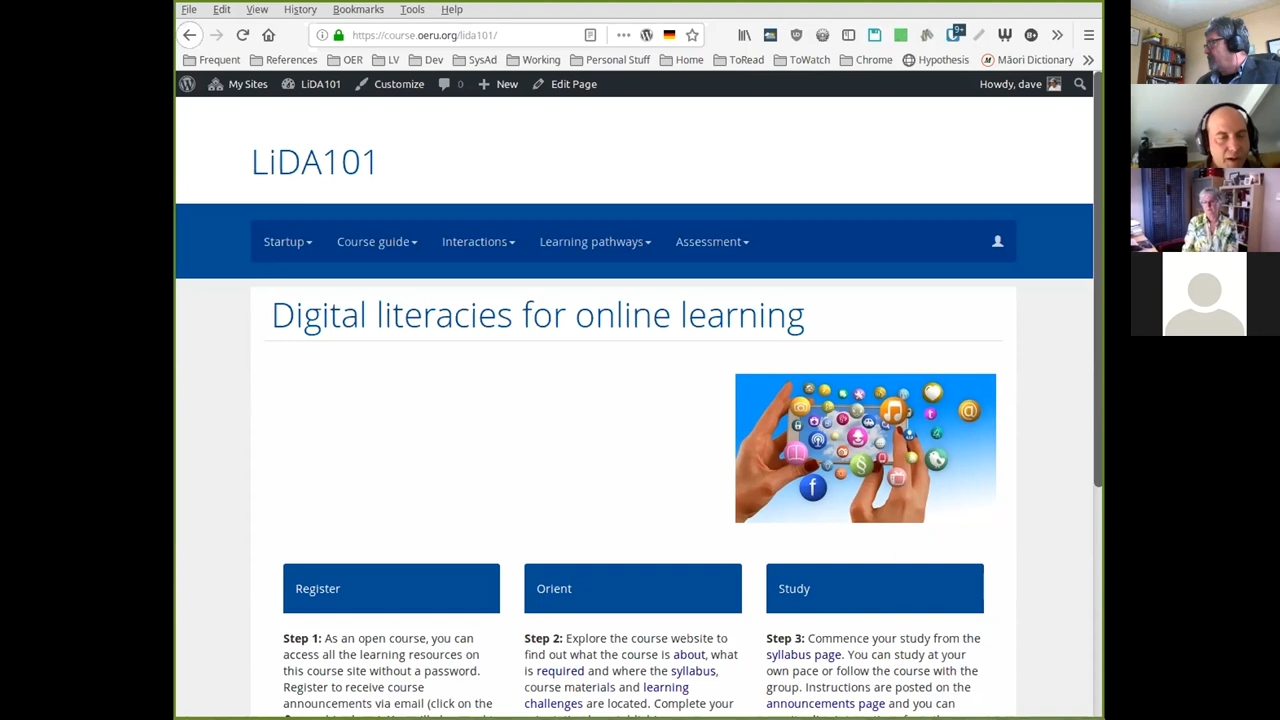 File Edit View History Bookmarks Tools Help
https://course.oeru.org/lida101/
9+
Frequent References OER LV Dev SysAd Working Personal Stuff Home ToRead ToWatch Chrome Hypothesis Māori Dictionary
My Sites LiDA101 Customize 0 New Edit Page Howdy, dave
LiDA101
Startup Course guide Interactions Learning pathways Assessment
Digital literacies for online learning
Register
Step 1: As an open course, you can
access all the learning resources on
this course site without a password.
Register to receive course
announcements via email (click on the
Orient
Step 2: Explore the course website to
find out what the course is about, what
is required and where the syllabus,
course materials and learning
challenges are located. Complete your
Study
Step 3: Commence your study from the
syllabus page. You can study at your
own pace or follow the course with the
group. Instructions are posted on the
announcements page and you can